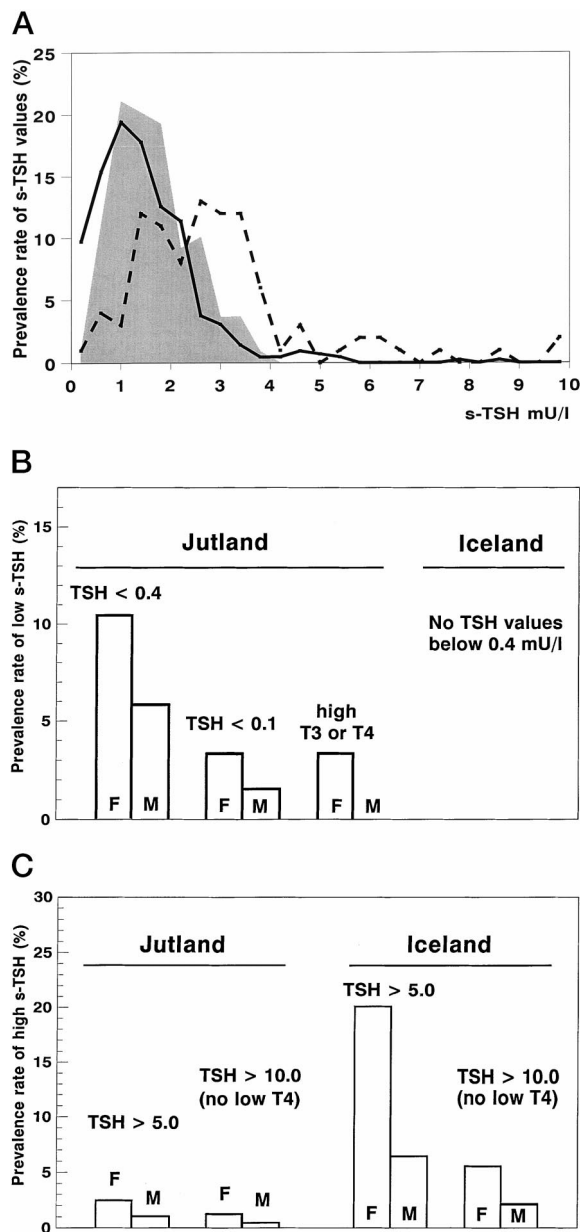 A
Prevalence rate of s-TSH values (%)
25
20
15
10
5
0
0 1 2 3 4 5 6 7 8 9 10
s-TSH mU/l
B
Prevalence rate of low s-TSH (%)
15
10
5
0
Jutland
Iceland
TSH < 0.4
No TSH values
below 0.4 mU/l
TSH < 0.1
high
T3 or T4
F M
F M
F M
C
Prevalence rate of high s-TSH (%)
30
25
20
15
10
5
0
Jutland
Iceland
TSH > 5.0
TSH > 10.0
(no low T4)
TSH > 10.0
(no low T4)
TSH > 5.0
F M
F M
F M
F M